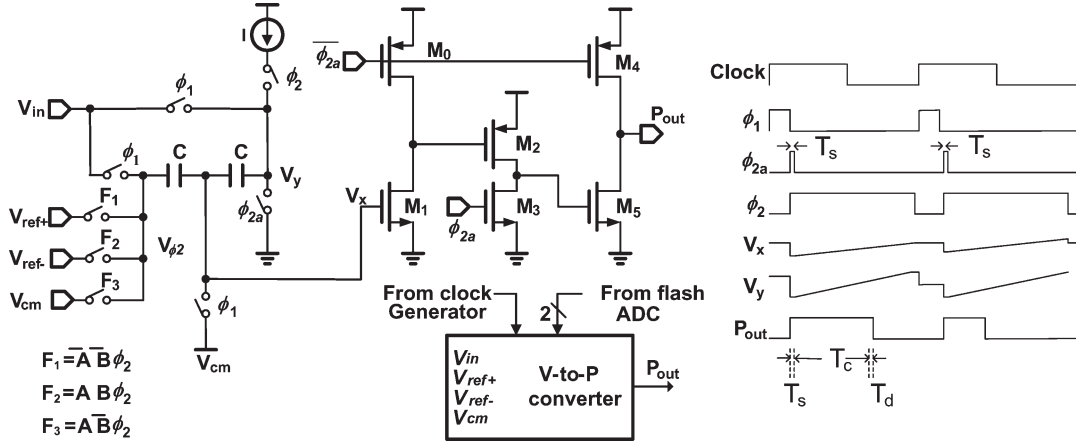 I
ϕ2
ϕ1
Vin
ϕ1
C
C
Vy
F1
Vref+
ϕ2a
F2
Vref-
Vϕ2
F3
Vcm
ϕ1
Vcm
F1 = A̅ B̅ ϕ2
F2 = A B ϕ2
F3 = A B̅ ϕ2
ϕ2a̅
M0
M4
Pout
M2
Vx
M1
M3
M5
ϕ2a
From clock
Generator
2
From flash
ADC
Vin
Vref+
Vref-
Vcm
V-to-P
converter
Pout
Clock
ϕ1
Ts
Ts
ϕ2a
ϕ2
Vx
Vy
Pout
Tc
Ts
Td